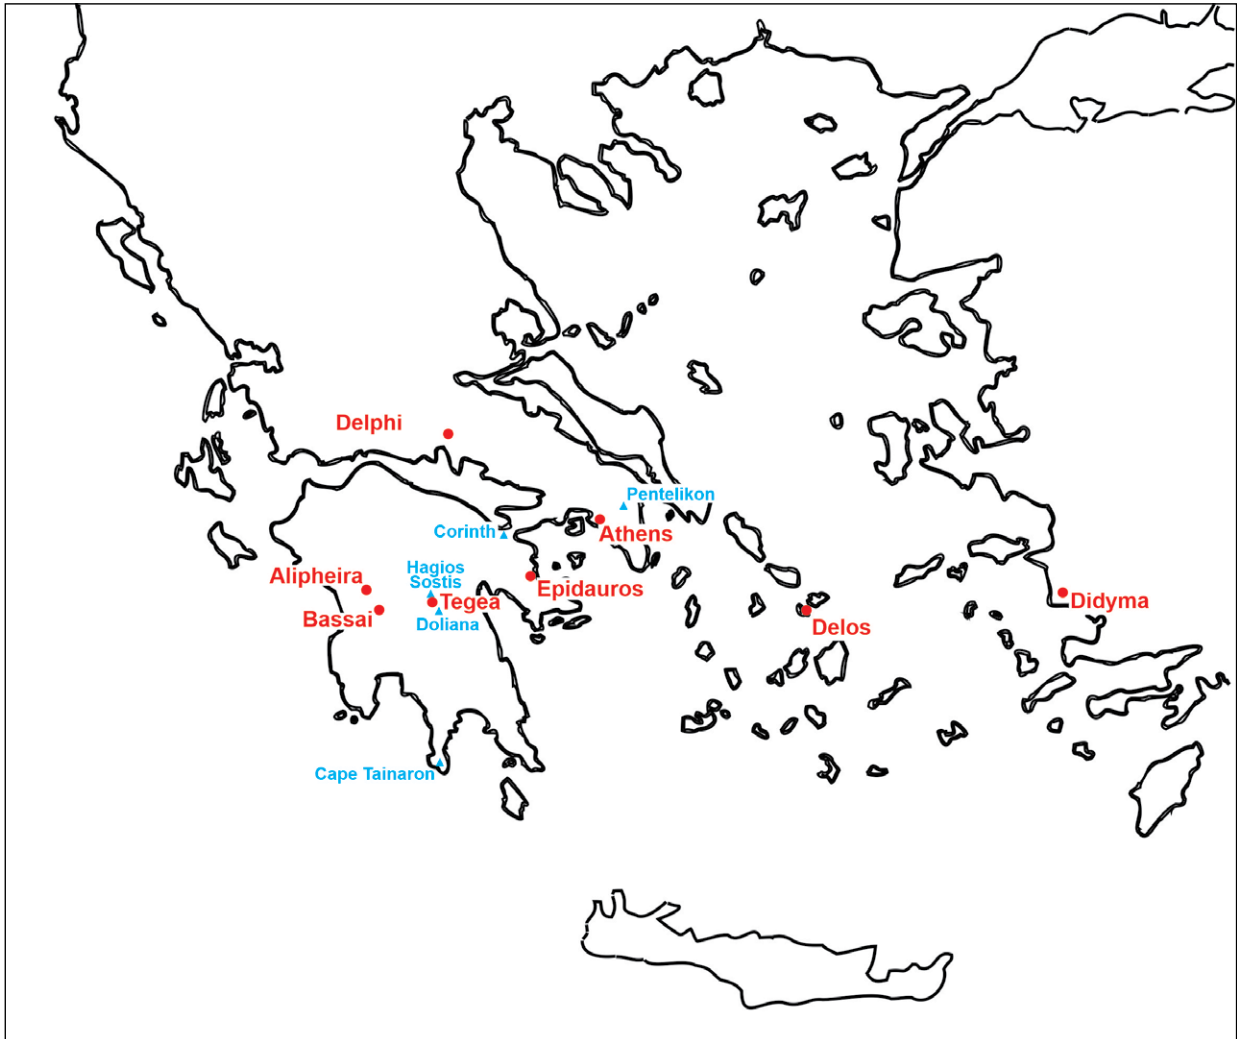 Delphi
Pentelikon
Corinth
Athens
Hagios
Sostis
Alipheira
Epidauros
Tegea
Bassai
Doliana
Didyma
Delos
Cape Tainaron